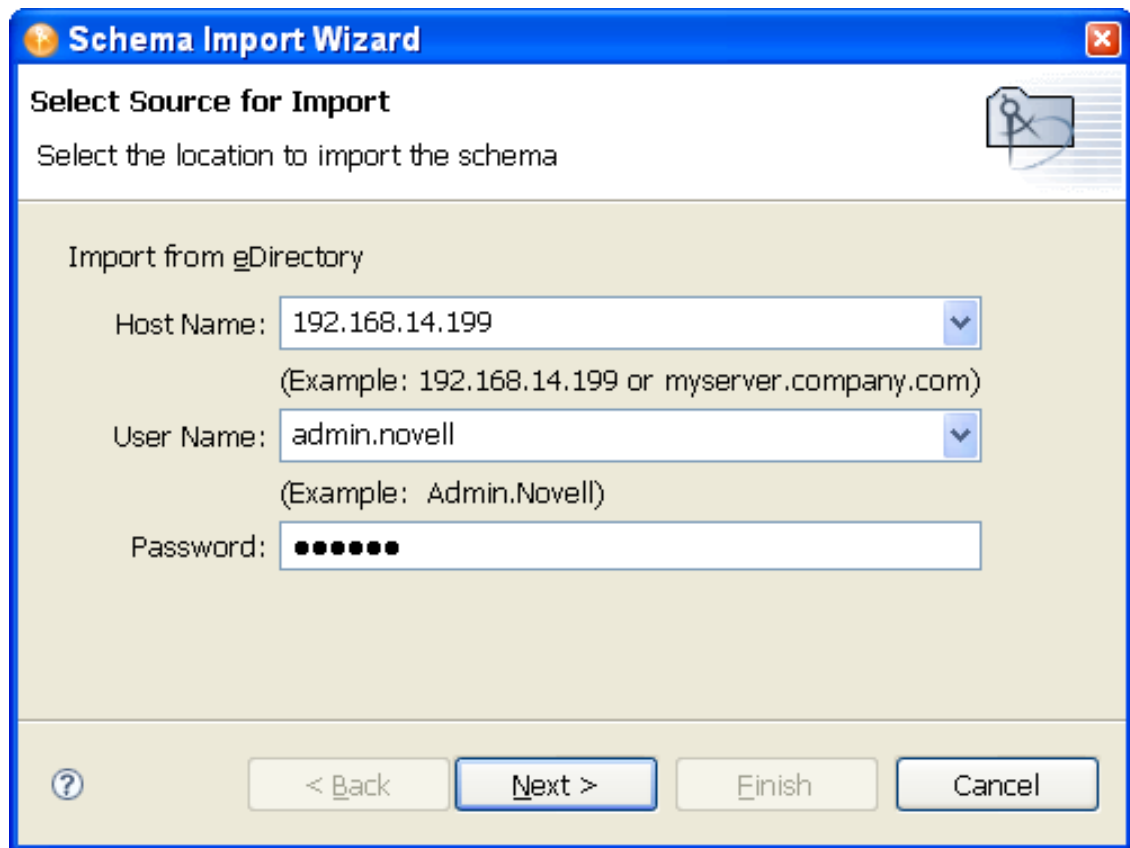 Schema Import Wizard
Select Source for Import
Select the location to import the schema
Import from eDirectory
Host Name: 192.168.14.199
(Example: 192.168.14.199 or myserver.company.com)
User Name: admin.novell
(Example: Admin.Novell)
Password: ●●●●●●
? < Back Next > Finish Cancel